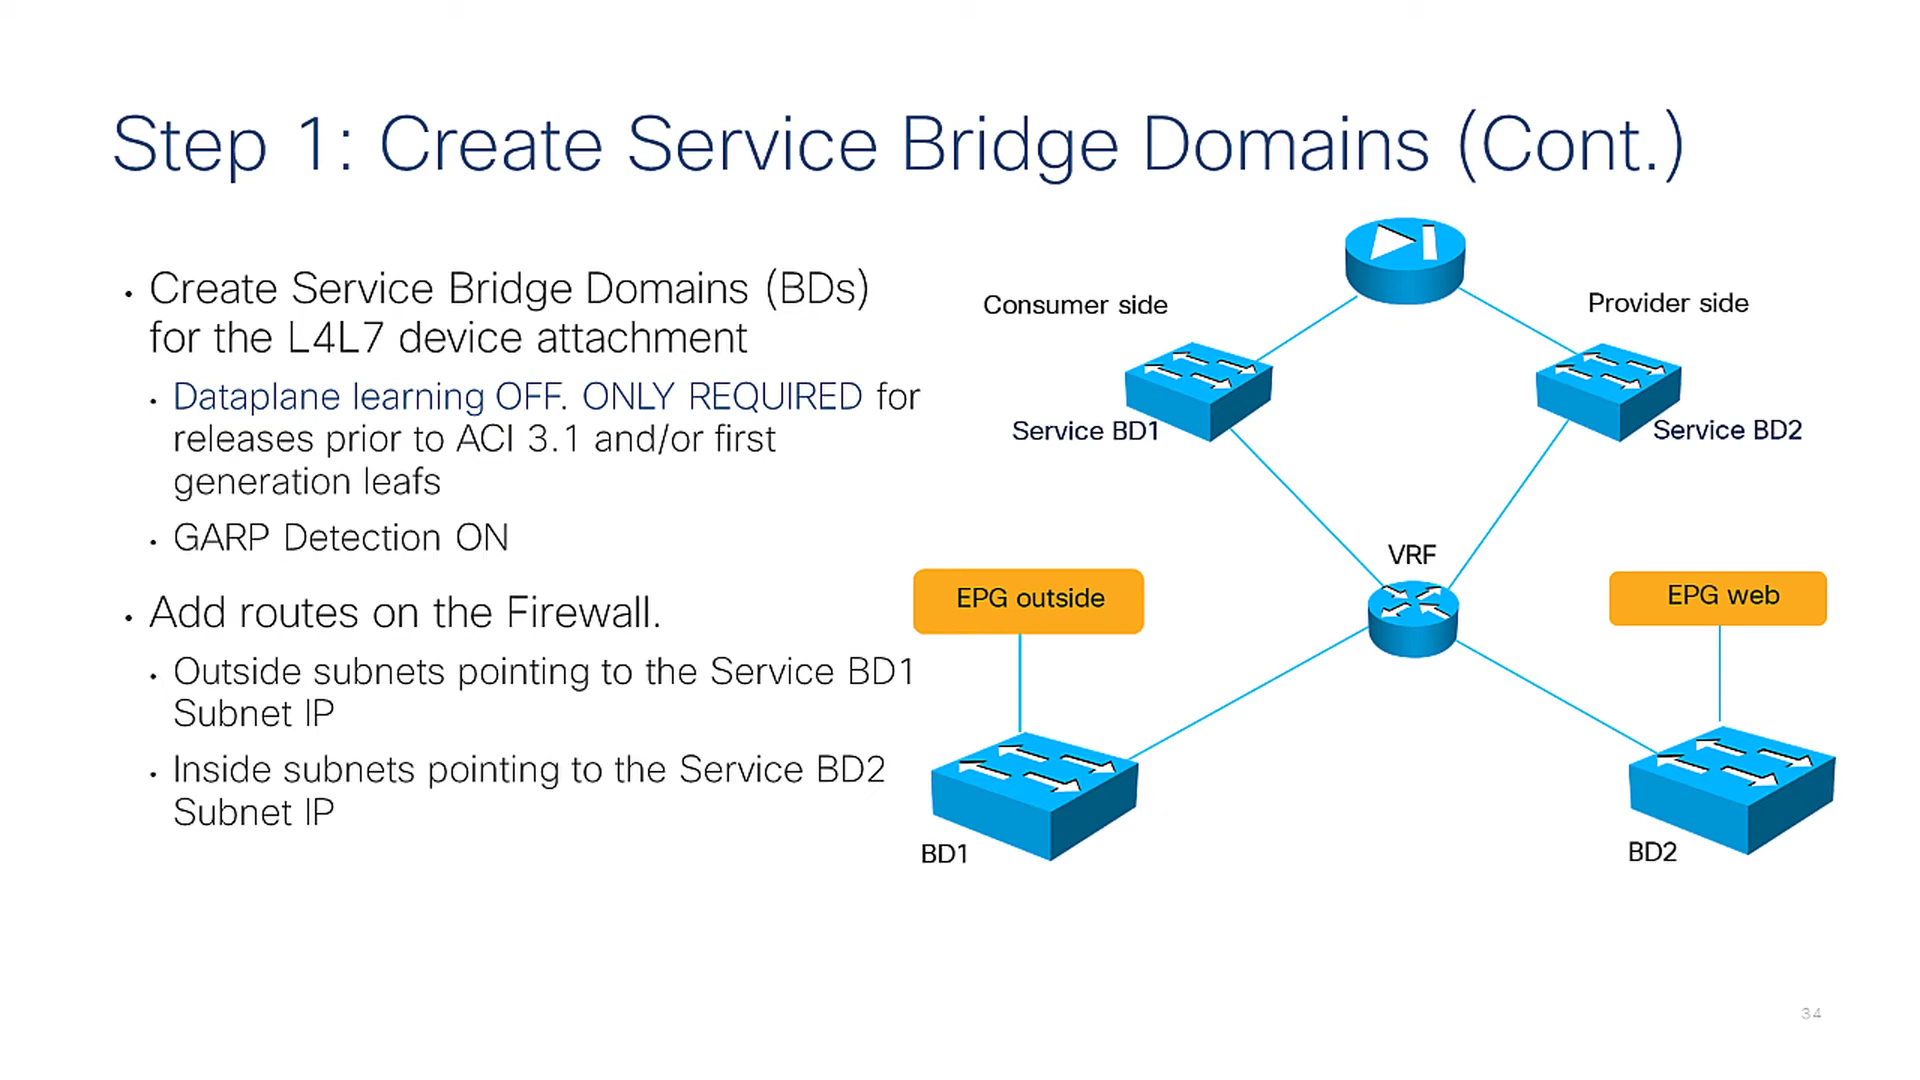 Step 1: Create Service Bridge Domains (Cont.)
• Create Service Bridge Domains (BDs)
for the L4L7 device attachment
• Dataplane learning OFF. ONLY REQUIRED for
releases prior to ACI 3.1 and/or first
generation leafs
• GARP Detection ON
• Add routes on the Firewall.
• Outside subnets pointing to the Service BD1
Subnet IP
• Inside subnets pointing to the Service BD2
Subnet IP
Consumer side
Provider side
Service BD1
Service BD2
VRF
EPG outside
EPG web
BD1
BD2
34